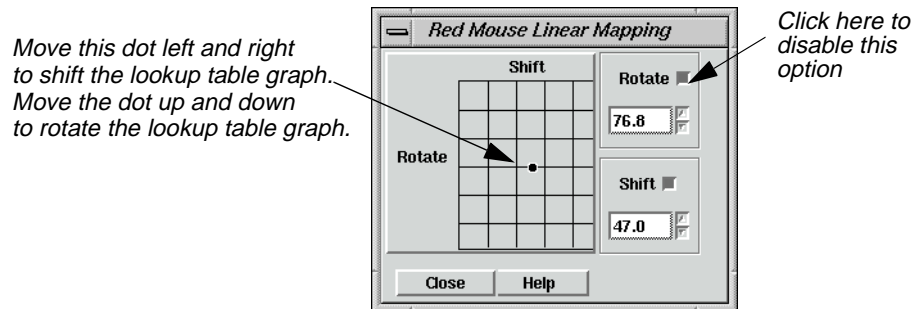 Move this dot left and right
to shift the lookup table graph.
Move the dot up and down
to rotate the lookup table graph.
Red Mouse Linear Mapping
Shift
Rotate
Rotate
76.8
Shift
47.0
Close
Help
Click here to
disable this
option